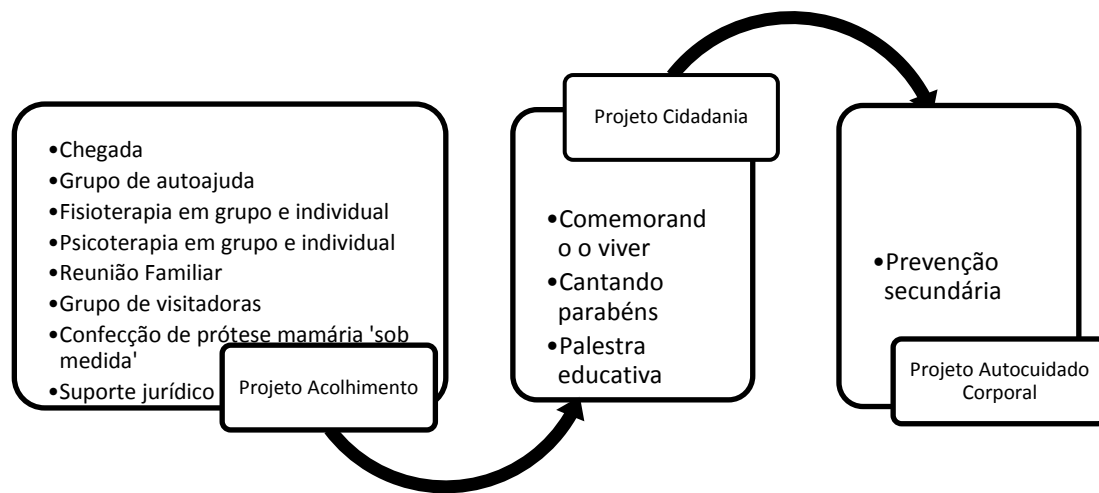 •Chegada
•Grupo de autoajuda
•Fisioterapia em grupo e individual
•Psicoterapia em grupo e individual
•Reunião Familiar
•Grupo de visitadoras
•Confecção de prótese mamária 'sob
medida'
•Suporte jurídico
Projeto Acolhimento
Projeto Cidadania
•Comemorand
o o viver
•Cantando
parabéns
•Palestra
educativa
•Prevenção
secundária
Projeto Autocuidado
Corporal